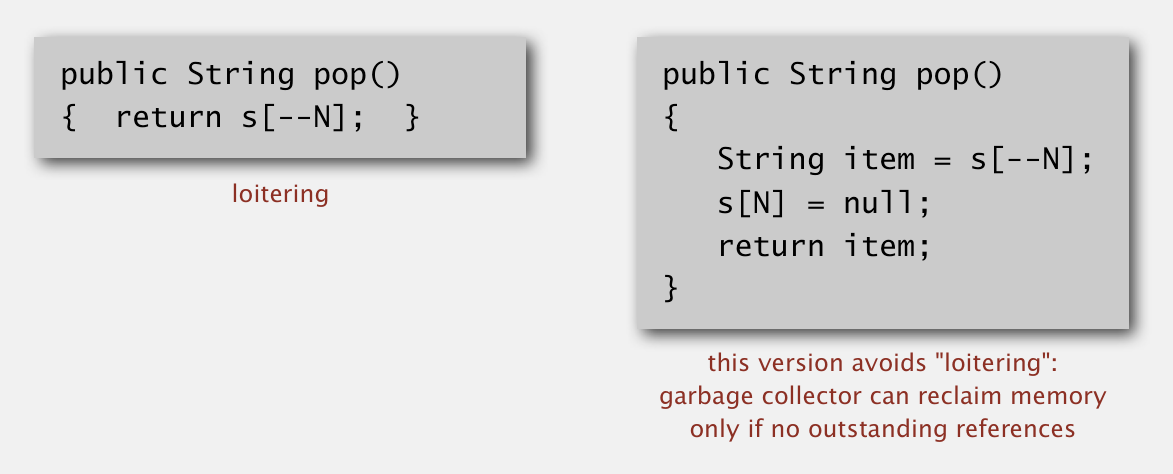 public String pop()
{  return s[--N];  }
loitering
public String pop()
{
   String item = s[--N];
   s[N] = null;
   return item;
}
this version avoids "loitering":
garbage collector can reclaim memory
only if no outstanding references